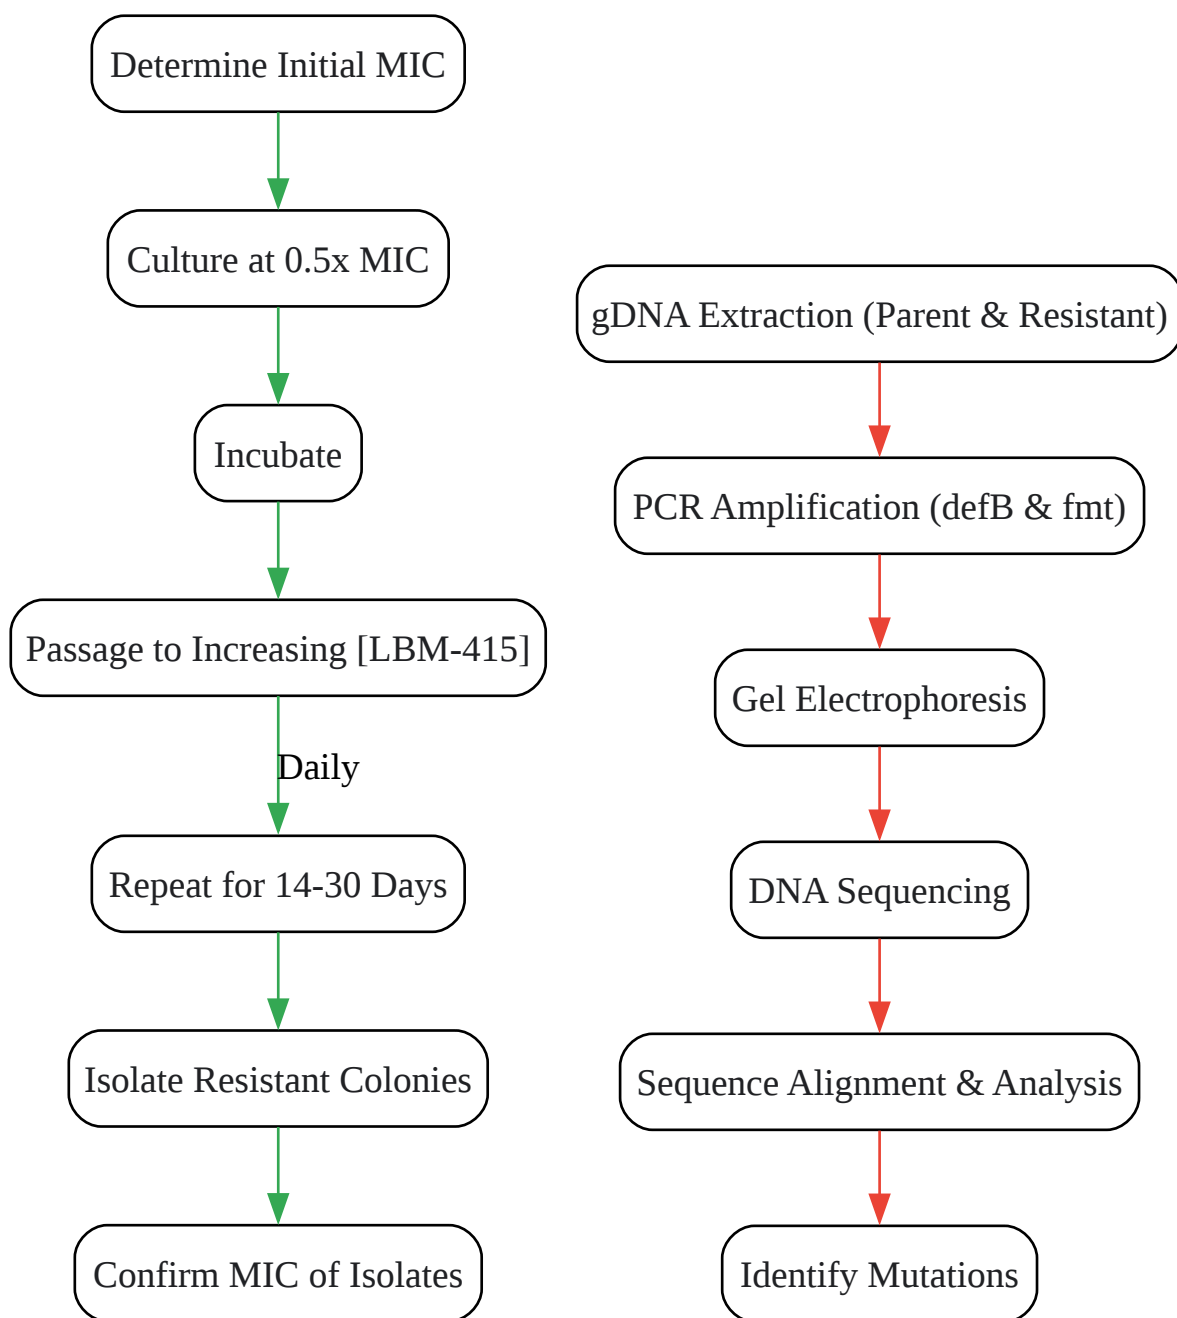 Determine Initial MIC
Culture at 0.5x MIC
Incubate
Passage to Increasing [LBM-415]
Daily
Repeat for 14-30 Days
Isolate Resistant Colonies
Confirm MIC of Isolates
gDNA Extraction (Parent & Resistant)
PCR Amplification (defB & fmt)
Gel Electrophoresis
DNA Sequencing
Sequence Alignment & Analysis
Identify Mutations